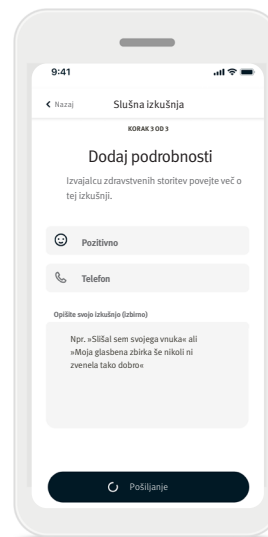 9:41
Nazaj
Slušna izkušnja
KORAK 3 OD 3
Dodaj podrobnosti
Izvajalcu zdravstvenih storitev povejte več o
tej izkušnji.
Pozitivno
Telefon
Opišite svojo izkušnjo (izbirno)
Npr. »Slišal sem svojega vnuka« ali
»Moja glasbena zbirka še nikoli ni
zvenela tako dobro«
Pošiljanje